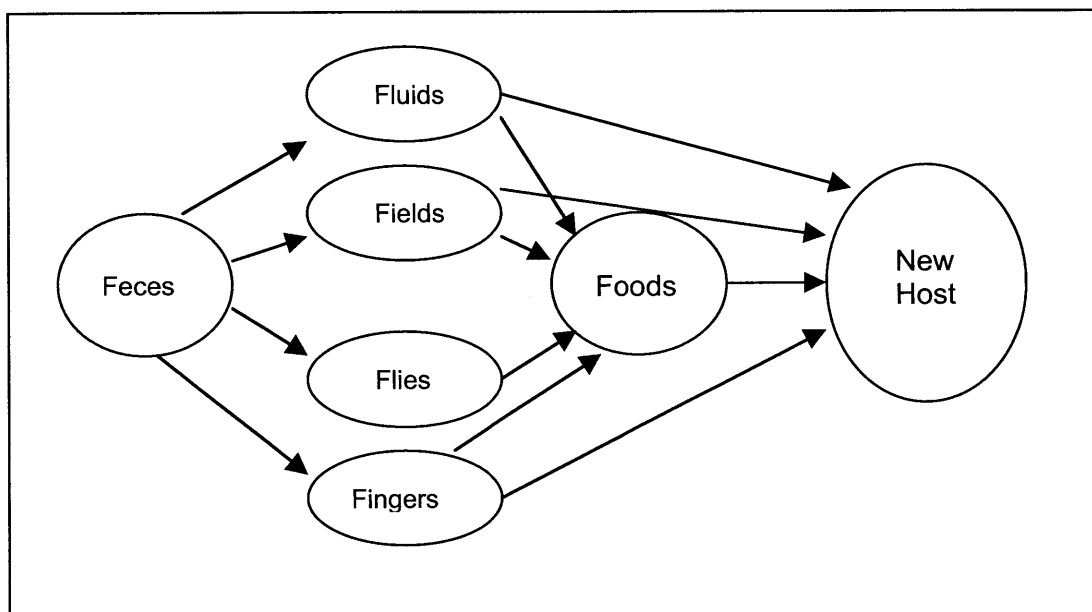 Fluids
Fields
Feces
Foods
New
Host
Flies
Fingers